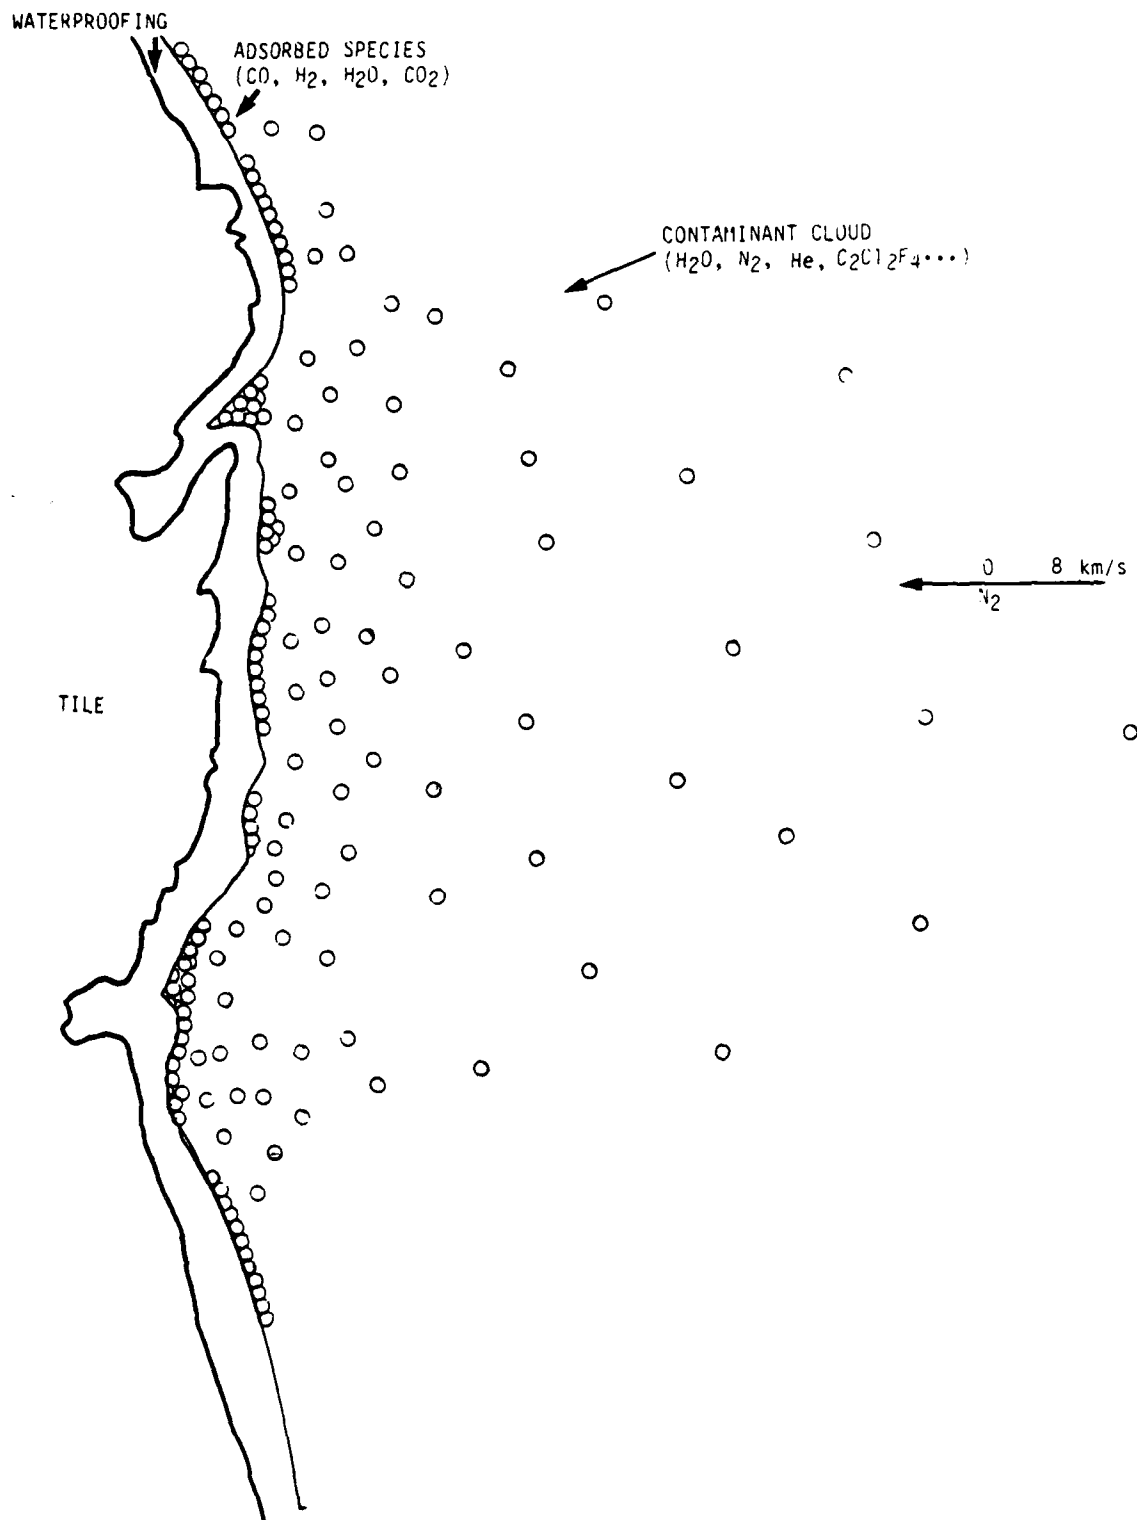 WATERPROOFING
ADSORBED SPECIES
(CO, H2, H2O, CO2)
CONTAMINANT CLOUD
(H2O, N2, He, C2Cl2F4···)
O 8 km/s
N2
TILE